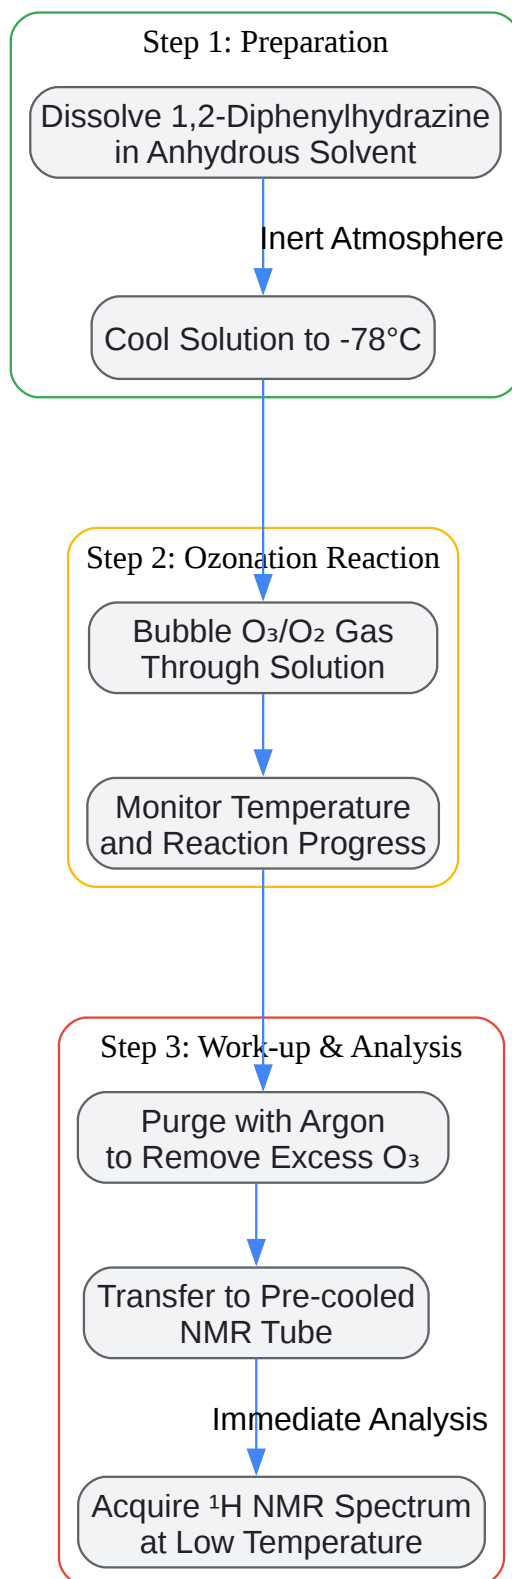 Step 1: Preparation
Dissolve 1,2-Diphenylhydrazine
in Anhydrous Solvent
Inert Atmosphere
Cool Solution to -78°C
Step 2: Ozonation Reaction
Bubble O₃/O₂ Gas
Through Solution
Monitor Temperature
and Reaction Progress
Step 3: Work-up & Analysis
Purge with Argon
to Remove Excess O₃
Transfer to Pre-cooled
NMR Tube
Immediate Analysis
Acquire ¹H NMR Spectrum
at Low Temperature